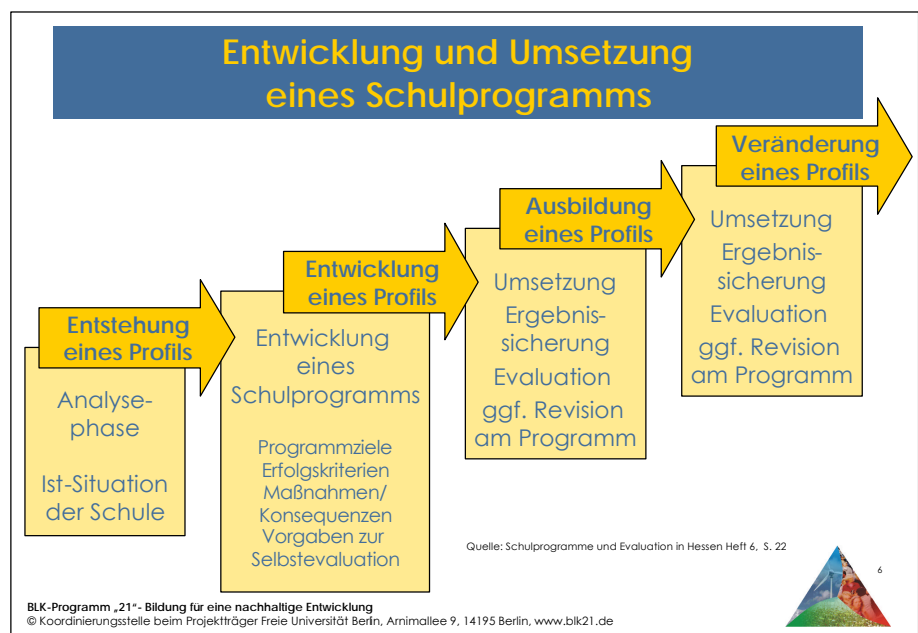 Entwicklung und Umsetzung
eines Schulprogramms
Entstehung
eines Profils
Analyse-
phase
Ist-Situation
der Schule
Entwicklung
eines Profils
Entwicklung
eines
Schulprogramms
Programmziele
Erfolgskriterien
Maßnahmen/
Konsequenzen
Vorgaben zur
Selbstevaluation
Ausbildung
eines Profils
Umsetzung
Ergebnis-
sicherung
Evaluation
ggf. Revision
am Programm
Veränderung
eines Profils
Umsetzung
Ergebnis-
sicherung
Evaluation
ggf. Revision
am Programm
Quelle: Schulprogramme und Evaluation in Hessen Heft 6, S. 22
6
BLK-Programm „21“- Bildung für eine nachhaltige Entwicklung
© Koordinierungsstelle beim Projektträger Freie Universität Berlin, Arnimallee 9, 14195 Berlin, www.blk21.de